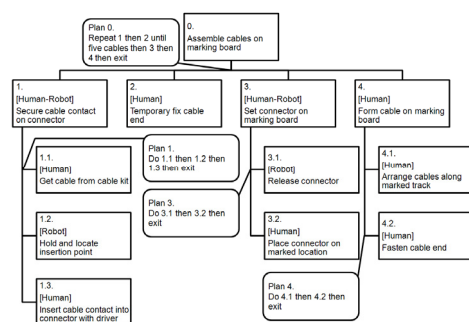 Plan 0.
Repeat 1 then 2 until
five cables then 3 then
4 then exit
0.
Assemble cables on
marking board
1.
[Human-Robot]
Secure cable contact
on connector
2.
[Human]
Temporary fix cable
end
3.
[Human-Robot]
Set connector on
marking board
4.
[Human]
Form cable on marking
board
1.1.
[Human]
Get cable from cable kit
Plan 1.
Do 1.1 then 1.2 then
1.3 then exit
3.1.
[Robot]
Release connector
4.1.
[Human]
Arrange cables along
marked track
1.2.
[Robot]
Hold and locate
insertion point
Plan 3.
Do 3.1 then 3.2 then
exit
3.2.
[Human]
Place connector on
marked location
4.2.
[Human]
Fasten cable end
1.3.
[Human]
Insert cable contact into
connector with driver
Plan 4.
Do 4.1 then 4.2 then
exit